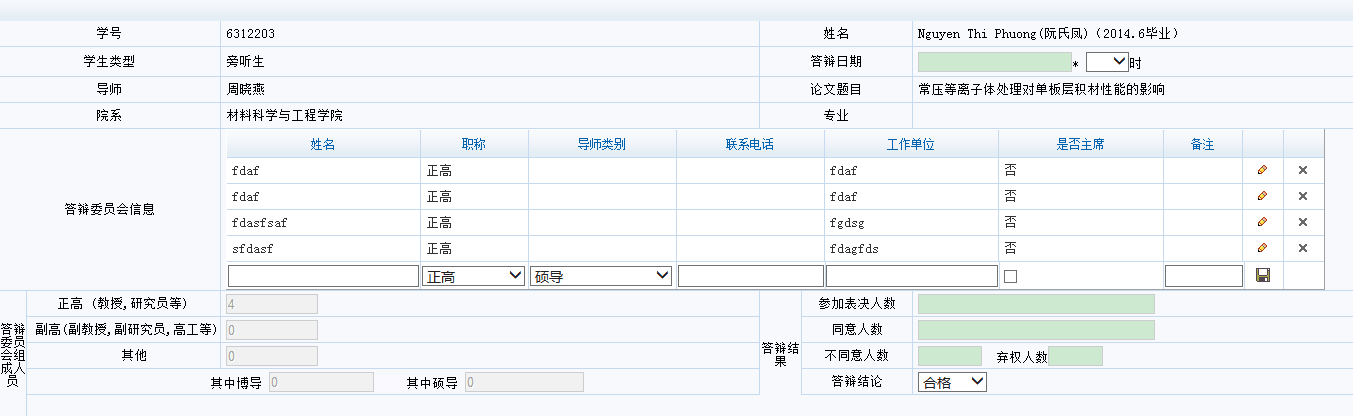 学号 6312203 姓名 Nguyen Thi Phuong(阮氏凤) (2014.6毕业)
学生类型 旁听生 答辩日期 * 时
导师 周晓燕 论文题目 常压等离子体处理对单板层积材性能的影响
院系 材料科学与工程学院 专业
答辩委员会信息
姓名 职称 导师类别 联系电话 工作单位 是否主席 备注
fdaf 正高 fdaf 否
fdaf 正高 fdaf 否
fdasfsaf 正高 fgdsg 否
sfdasf 正高 fdagfds 否
正高 硕导
答辩委员会组成人员
正高 (教授,研究员等) 4
副高(副教授,副研究员,高工等) 0
其他 0
其中博导 0 其中硕导 0
答辩结果
参加表决人数
同意人数
不同意人数 弃权人数
答辩结论 合格